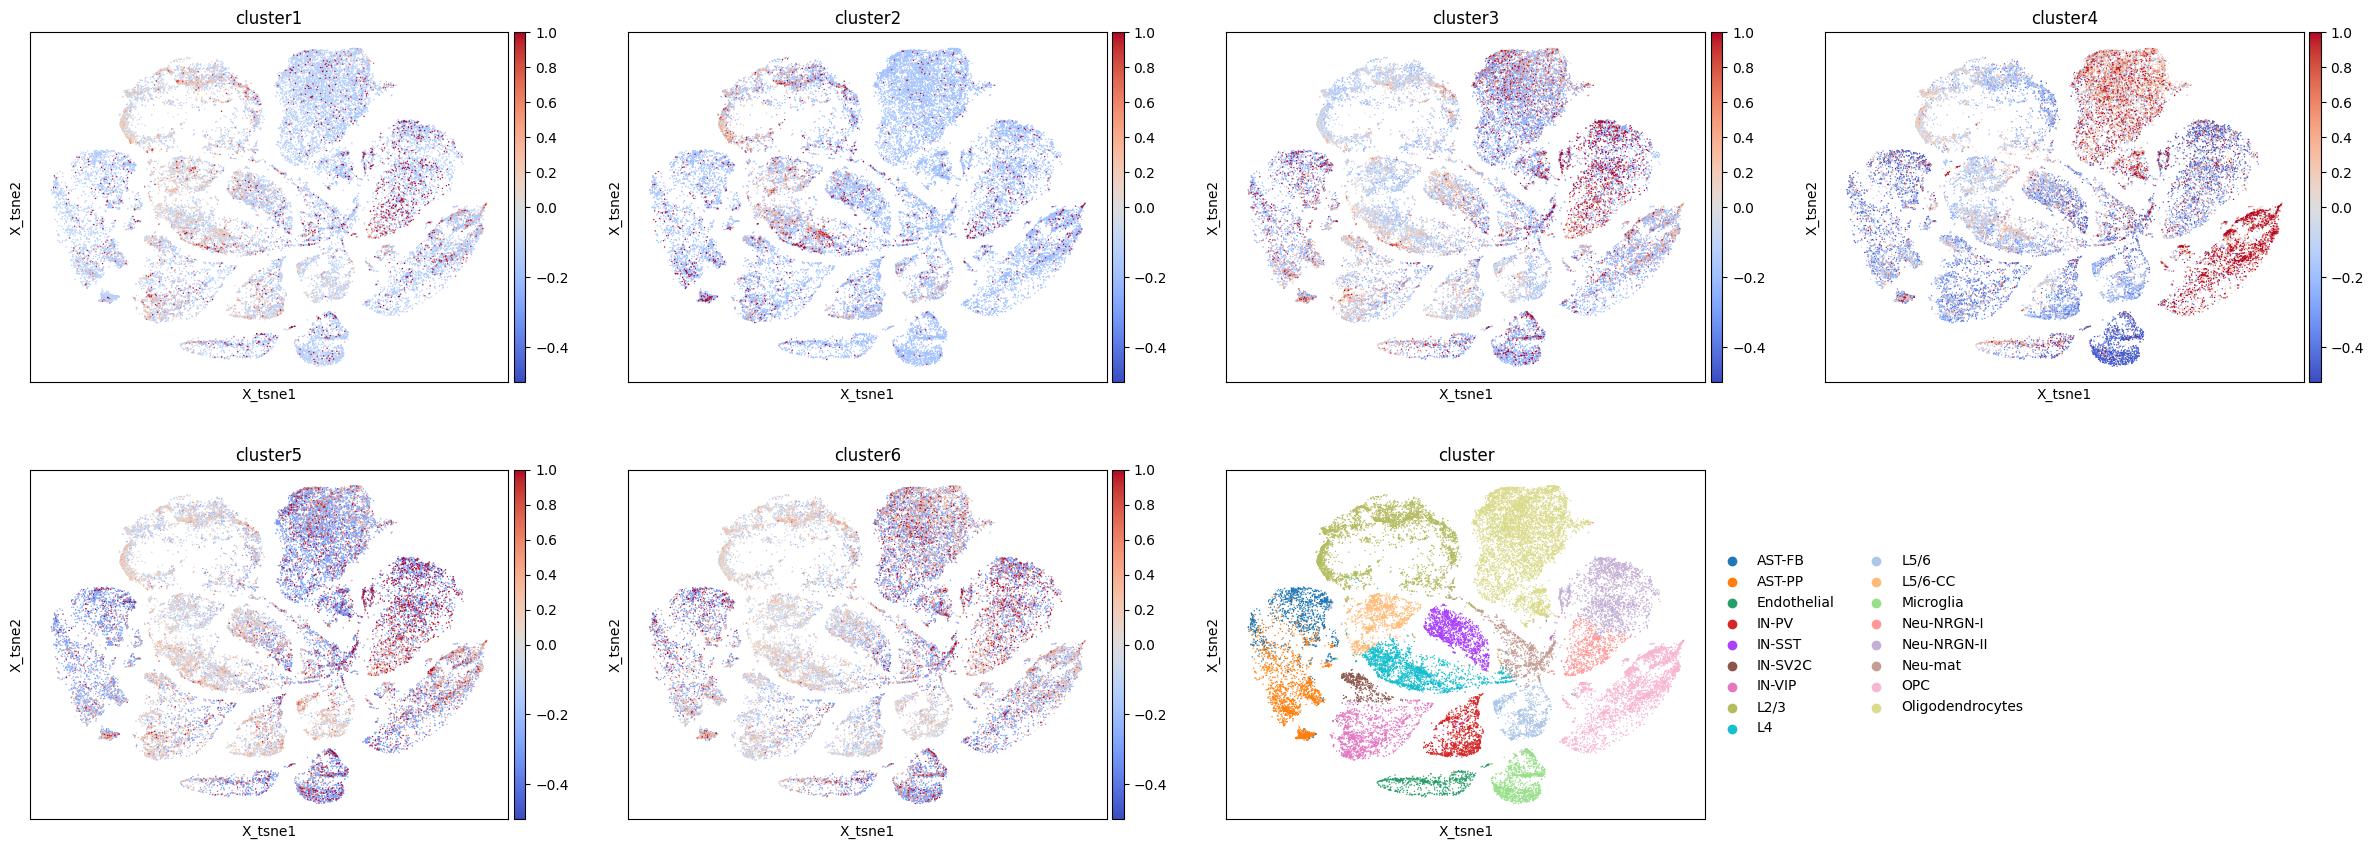 cluster1
1.0
0.8
0.6
0.4
0.2
0.0
−0.2
−0.4
X_tsne2
X_tsne1
cluster2
1.0
0.8
0.6
0.4
0.2
0.0
−0.2
−0.4
X_tsne2
X_tsne1
cluster3
1.0
0.8
0.6
0.4
0.2
0.0
−0.2
−0.4
X_tsne2
X_tsne1
cluster4
1.0
0.8
0.6
0.4
0.2
0.0
−0.2
−0.4
X_tsne2
X_tsne1
cluster5
1.0
0.8
0.6
0.4
0.2
0.0
−0.2
−0.4
X_tsne2
X_tsne1
cluster6
1.0
0.8
0.6
0.4
0.2
0.0
−0.2
−0.4
X_tsne2
X_tsne1
cluster
X_tsne2
X_tsne1
AST-FB
AST-PP
Endothelial
IN-PV
IN-SST
IN-SV2C
IN-VIP
L2/3
L4
L5/6
L5/6-CC
Microglia
Neu-NRGN-I
Neu-NRGN-II
Neu-mat
OPC
Oligodendrocytes